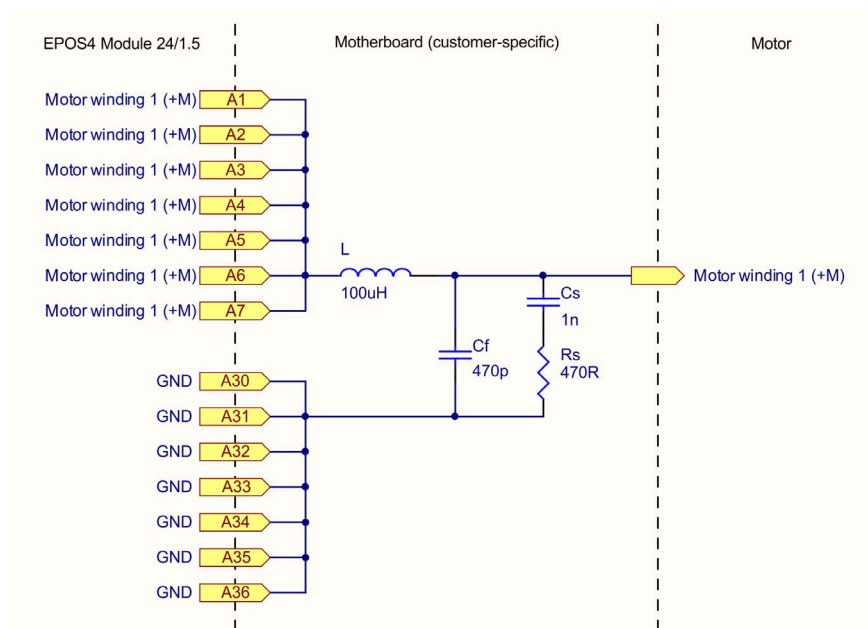 EPOS4 Module 24/1.5 Motherboard (customer-specific) Motor
Motor winding 1 (+M) A1
Motor winding 1 (+M) A2
Motor winding 1 (+M) A3
Motor winding 1 (+M) A4
Motor winding 1 (+M) A5
L
Motor winding 1 (+M) A6 Motor winding 1 (+M)
100uH
Cs
Motor winding 1 (+M) A7
1n
Cf
Rs
470p
470R
GND A30
GND A31
GND A32
GND A33
GND A34
GND A35
GND A36